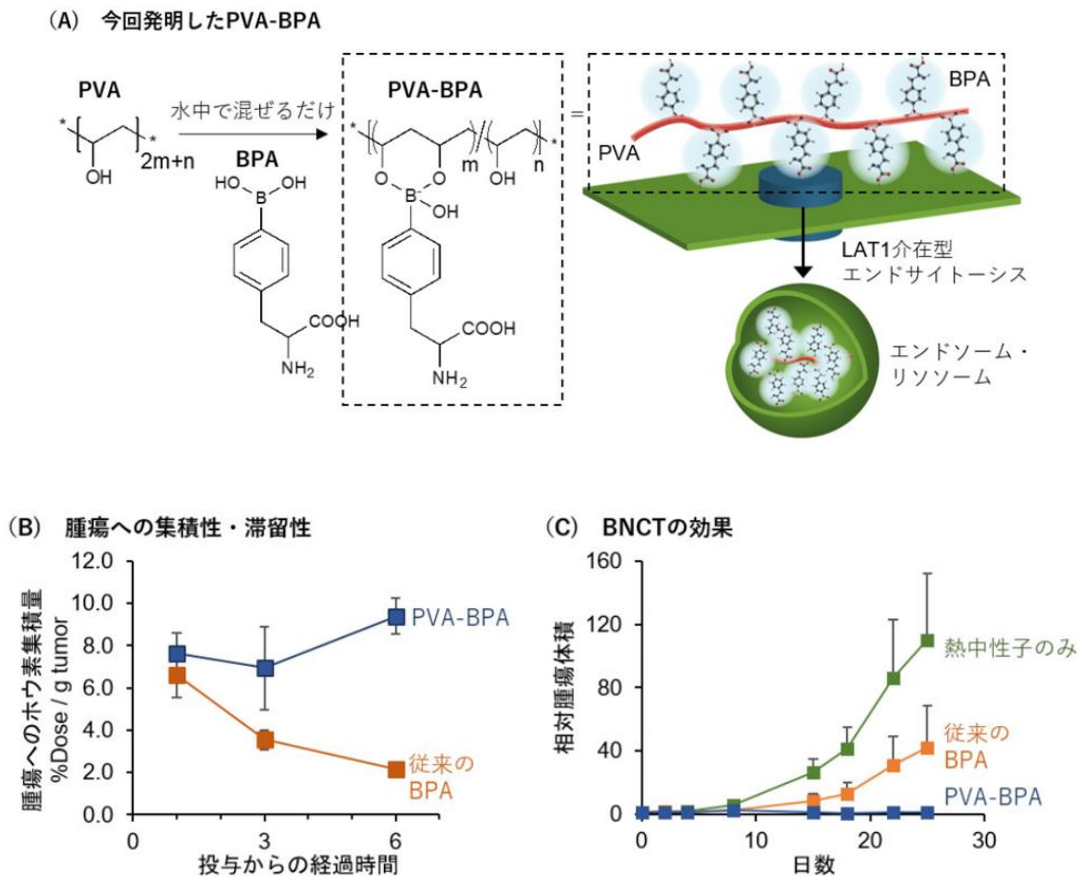 (A) 今回発明したPVA-BPA
PVA
水中で混ぜるだけ
PVA-BPA
BPA
* * 2m+n
OH
HO OH
B
COOH
NH2
* m n *
O O
B
OH
OH
COOH
NH2
=
BPA
PVA
LAT1介在型
エンドサイトーシス
エンドソーム・
リソソーム
(B) 腫瘍への集積性・滞留性
腫瘍へのホウ素集積量
%Dose / g tumor
12.0
10.0
8.0
6.0
4.0
2.0
0.0
PVA-BPA
従来の
BPA
0 3 6
投与からの経過時間
(C) BNCTの効果
相対腫瘍体積
160
120
80
40
0
熱中性子のみ
従来の
BPA
PVA-BPA
0 10 20 30
日数